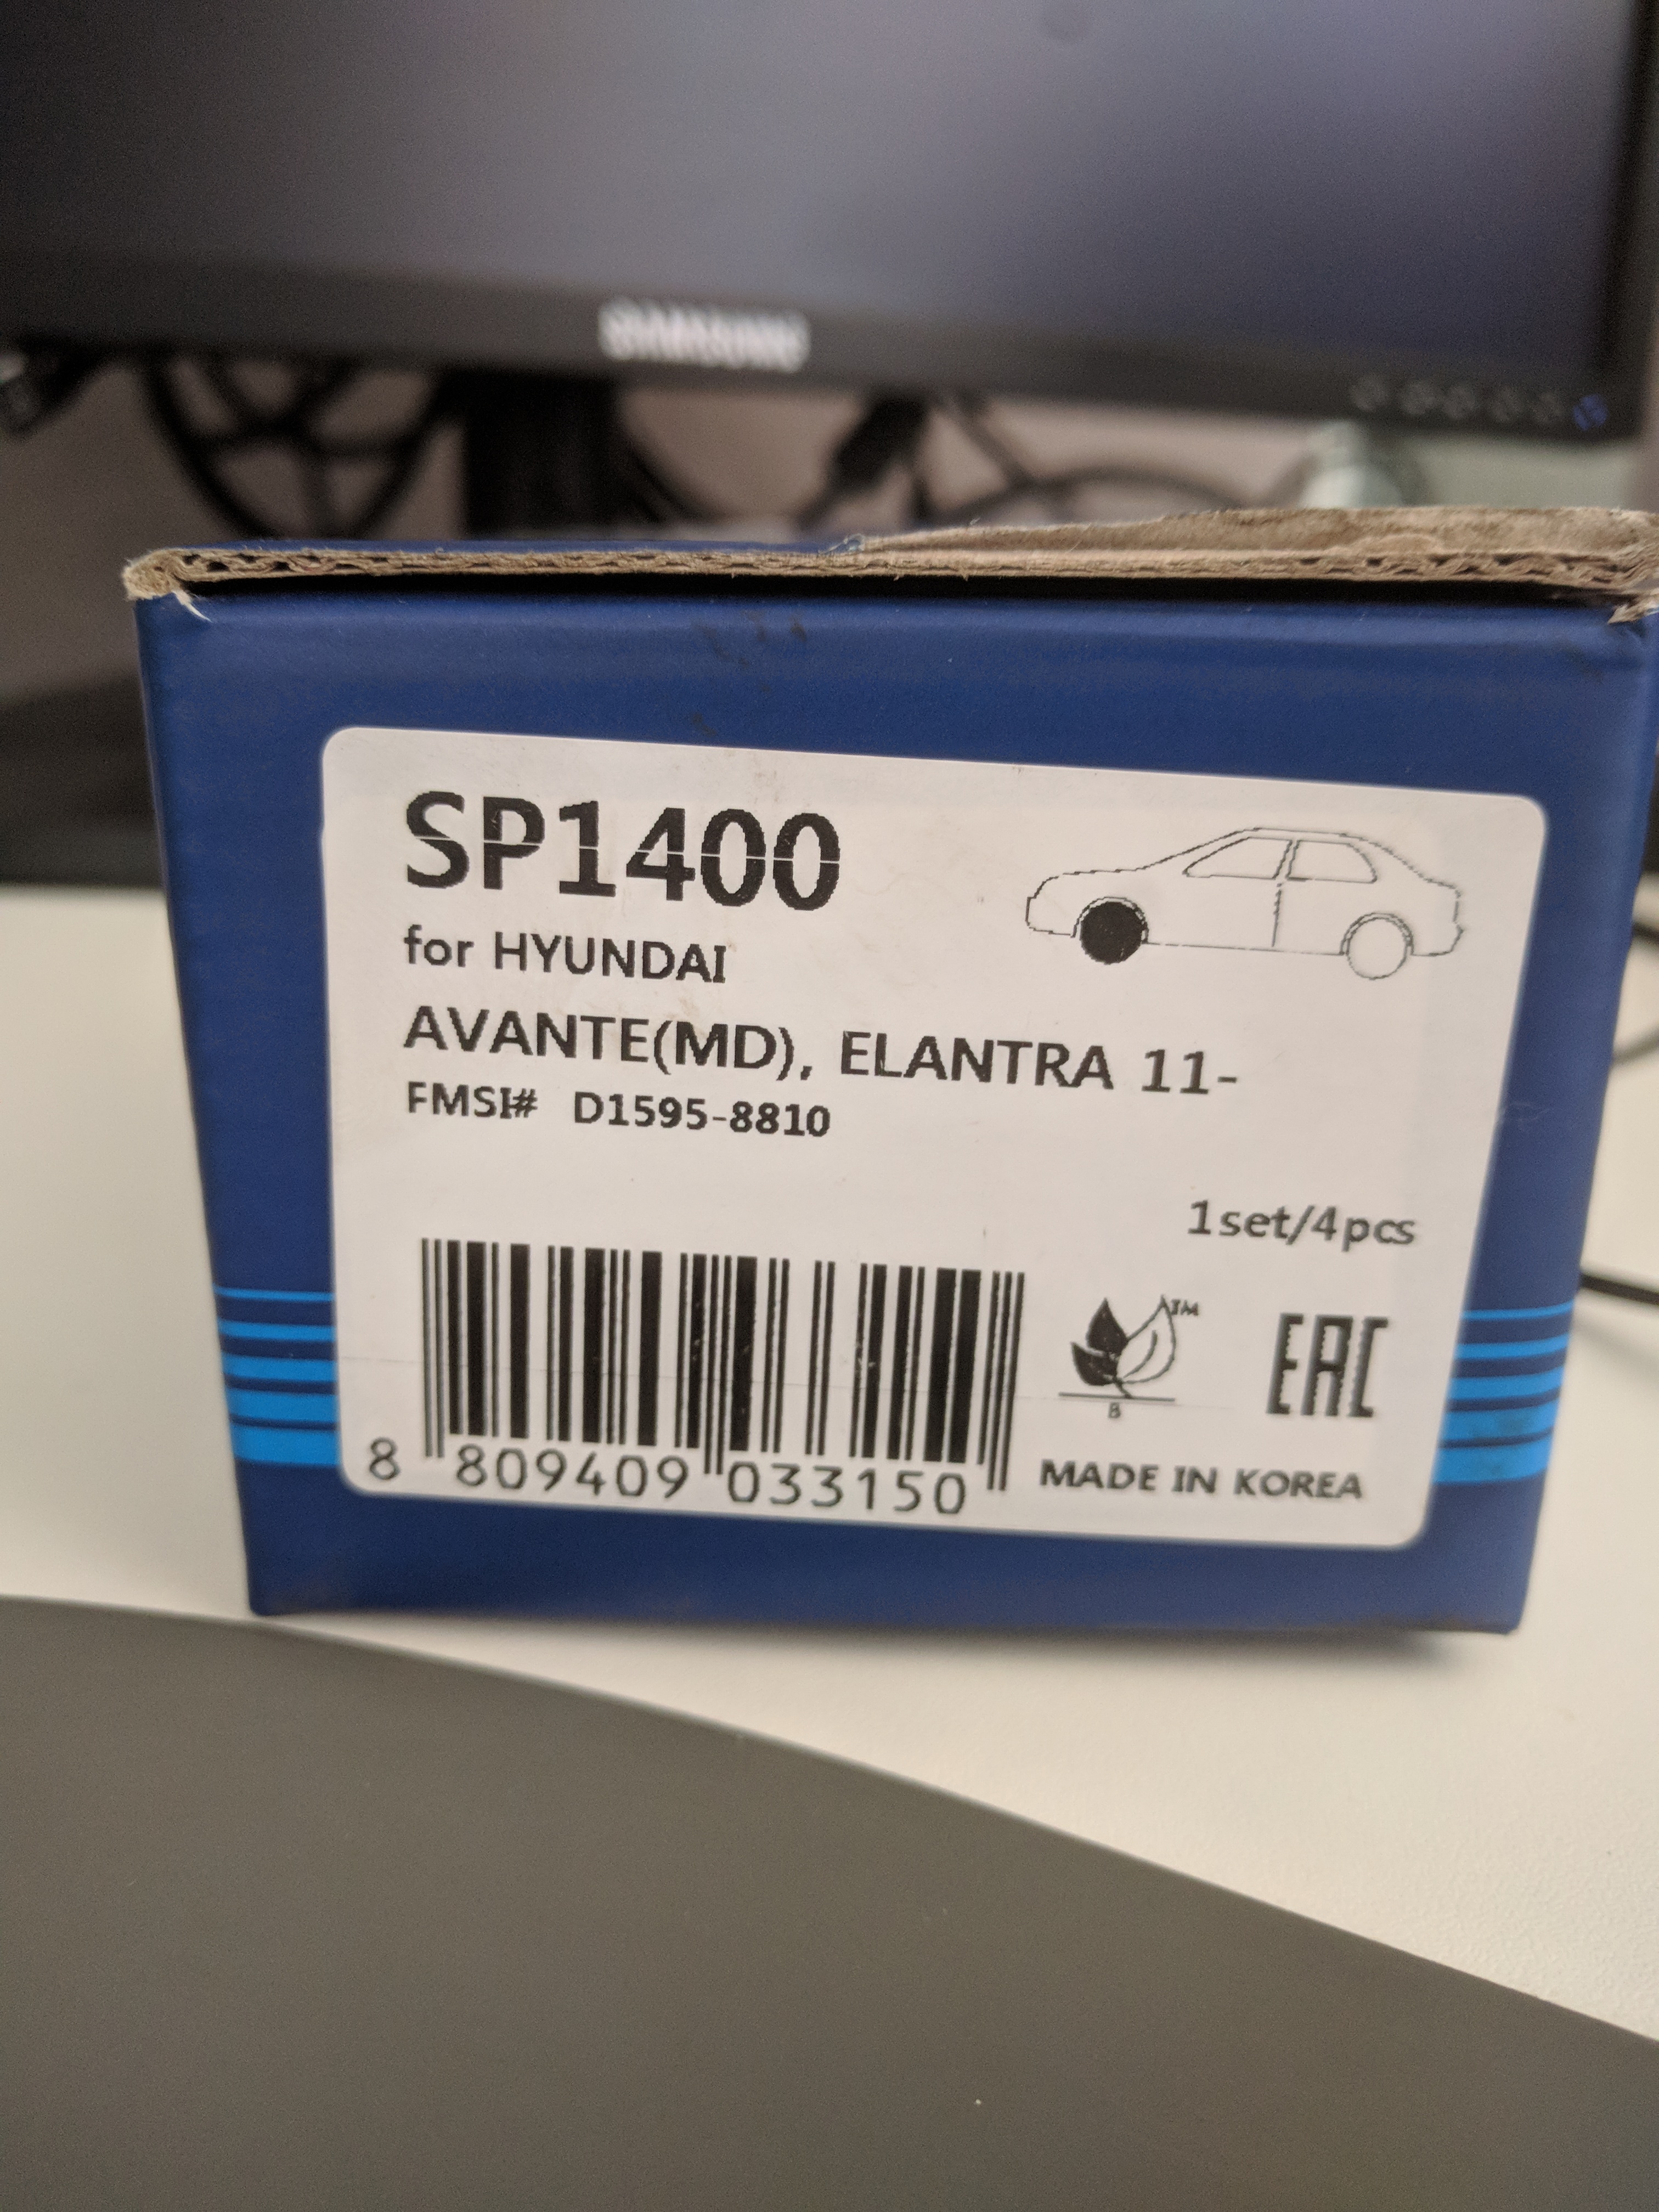 SAMSUNG
SP1400
for HYUNDAI
AVANTE(MD), ELANTRA 11-
FMSI# D1595-8810
1set/4pcs
TM
B
EAC
8 809409 033150
MADE IN KOREA